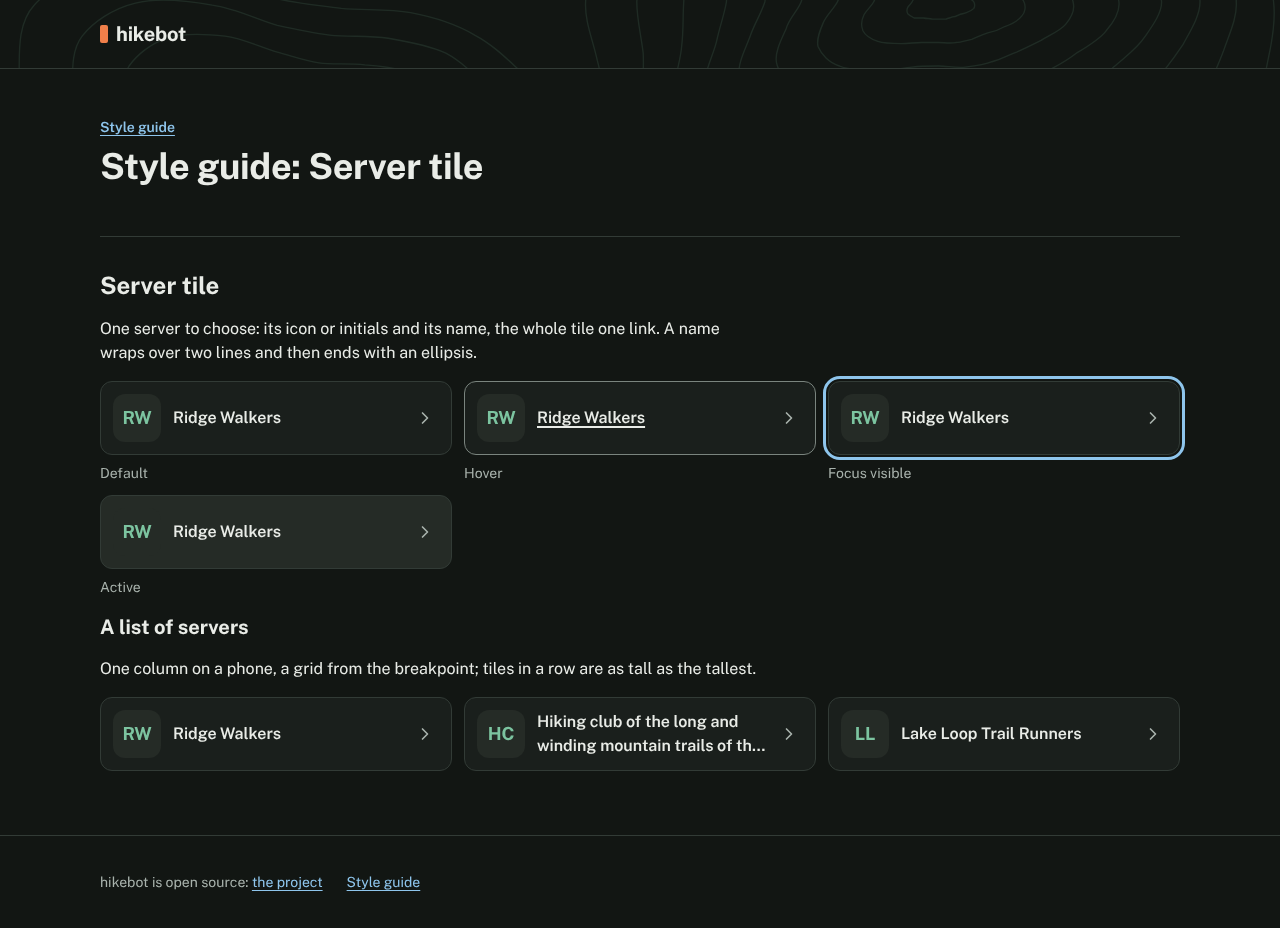 hikebot
Style guide
Style guide: Server tile
Server tile
One server to choose: its icon or initials and its name, the whole tile one link. A name
wraps over two lines and then ends with an ellipsis.
RW Ridge Walkers
RW Ridge Walkers
RW Ridge Walkers
Default
Hover
Focus visible
RW Ridge Walkers
Active
A list of servers
One column on a phone, a grid from the breakpoint; tiles in a row are as tall as the tallest.
RW Ridge Walkers
HC Hiking club of the long and
winding mountain trails of th…
LL Lake Loop Trail Runners
hikebot is open source: the project
Style guide